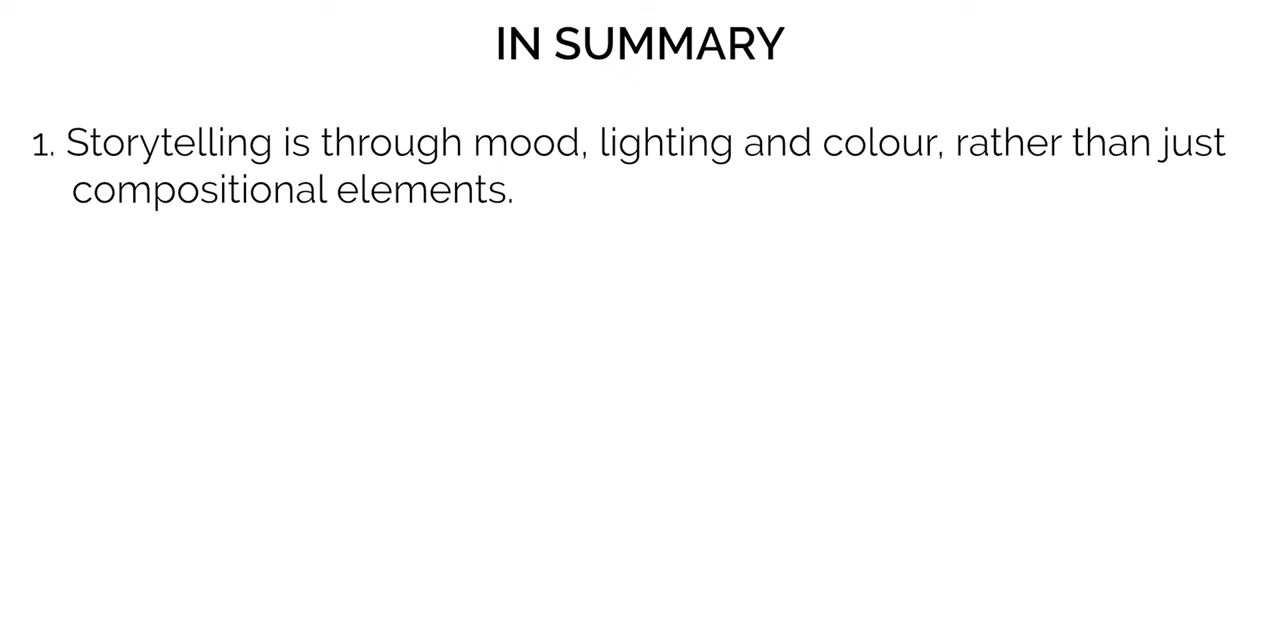 IN SUMMARY
1. Storytelling is through mood, lighting and colour, rather than just
compositional elements.